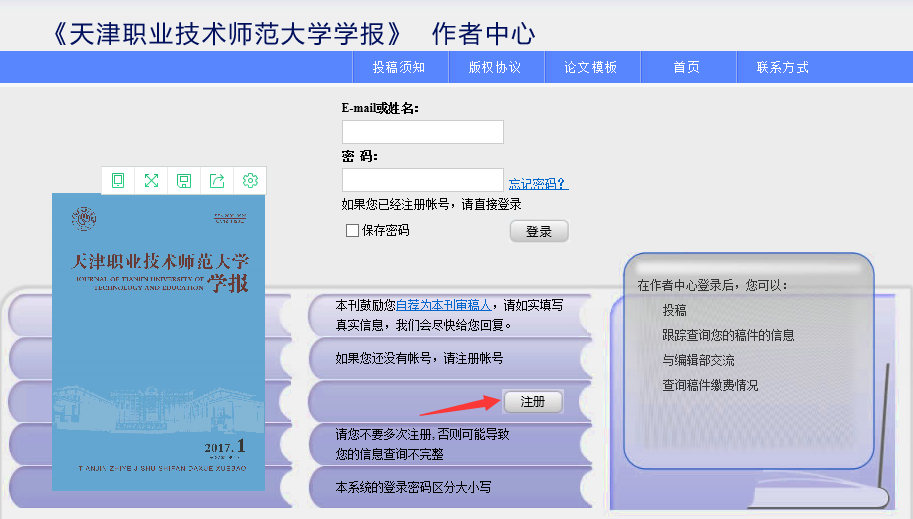 《天津职业技术师范大学学报》 作者中心
投稿须知 版权协议 论文模板 首页 联系方式
E-mail或姓名:
密 码:
忘记密码?
如果您已经注册帐号，请直接登录
保存密码 登录
天津职业技术师范大学
JOURNAL OF TIANJIN UNIVERSITY OF
TECHNOLOGY AND EDUCATION
学报
2017.1
TIANJIN ZHIYE JISHU SHIFAN DAXUE XUEBAO
本刊鼓励您自荐为本刊审稿人，请如实填写
真实信息，我们会尽快给您回复。
如果您还没有帐号，请注册帐号
注册
请您不要多次注册,否则可能导致
您的信息查询不完整
本系统的登录密码区分大小写
在作者中心登录后，您可以：
投稿
跟踪查询您的稿件的信息
与编辑部交流
查询稿件缴费情况